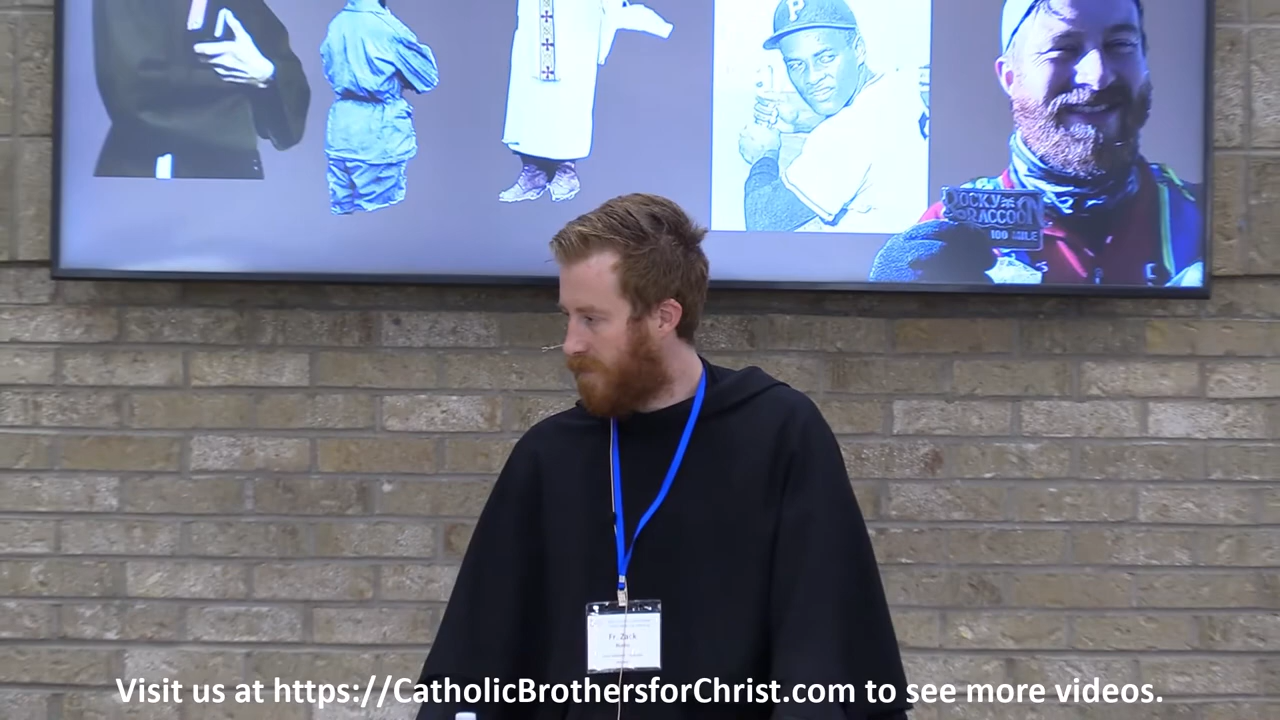 P
ROCKY
RACCOON
100 MILE
Fr. Zack
Visit us at https://CatholicBrothersforChrist.com to see more videos.